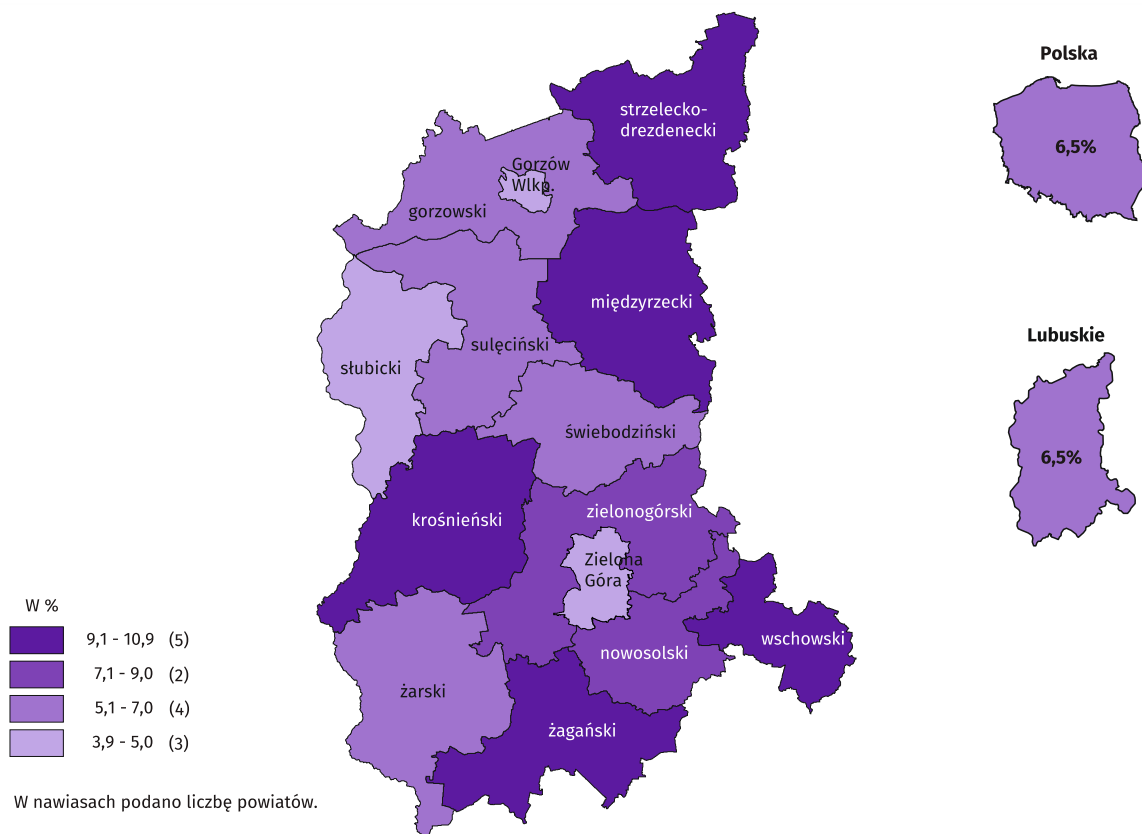 Polska
6,5%
strzelecko-
drezdenecki
Gorzów
Wlkp.
gorzowski
międzyrzecki
Lubuskie
6,5%
sulęciński
słubicki
świebodziński
zielonogórski
krośnieński
Zielona
Góra
wschowski
nowosolski
żarski
żagański
W %
9,1 - 10,9 (5)
7,1 - 9,0 (2)
5,1 - 7,0 (4)
3,9 - 5,0 (3)
W nawiasach podano liczbę powiatów.